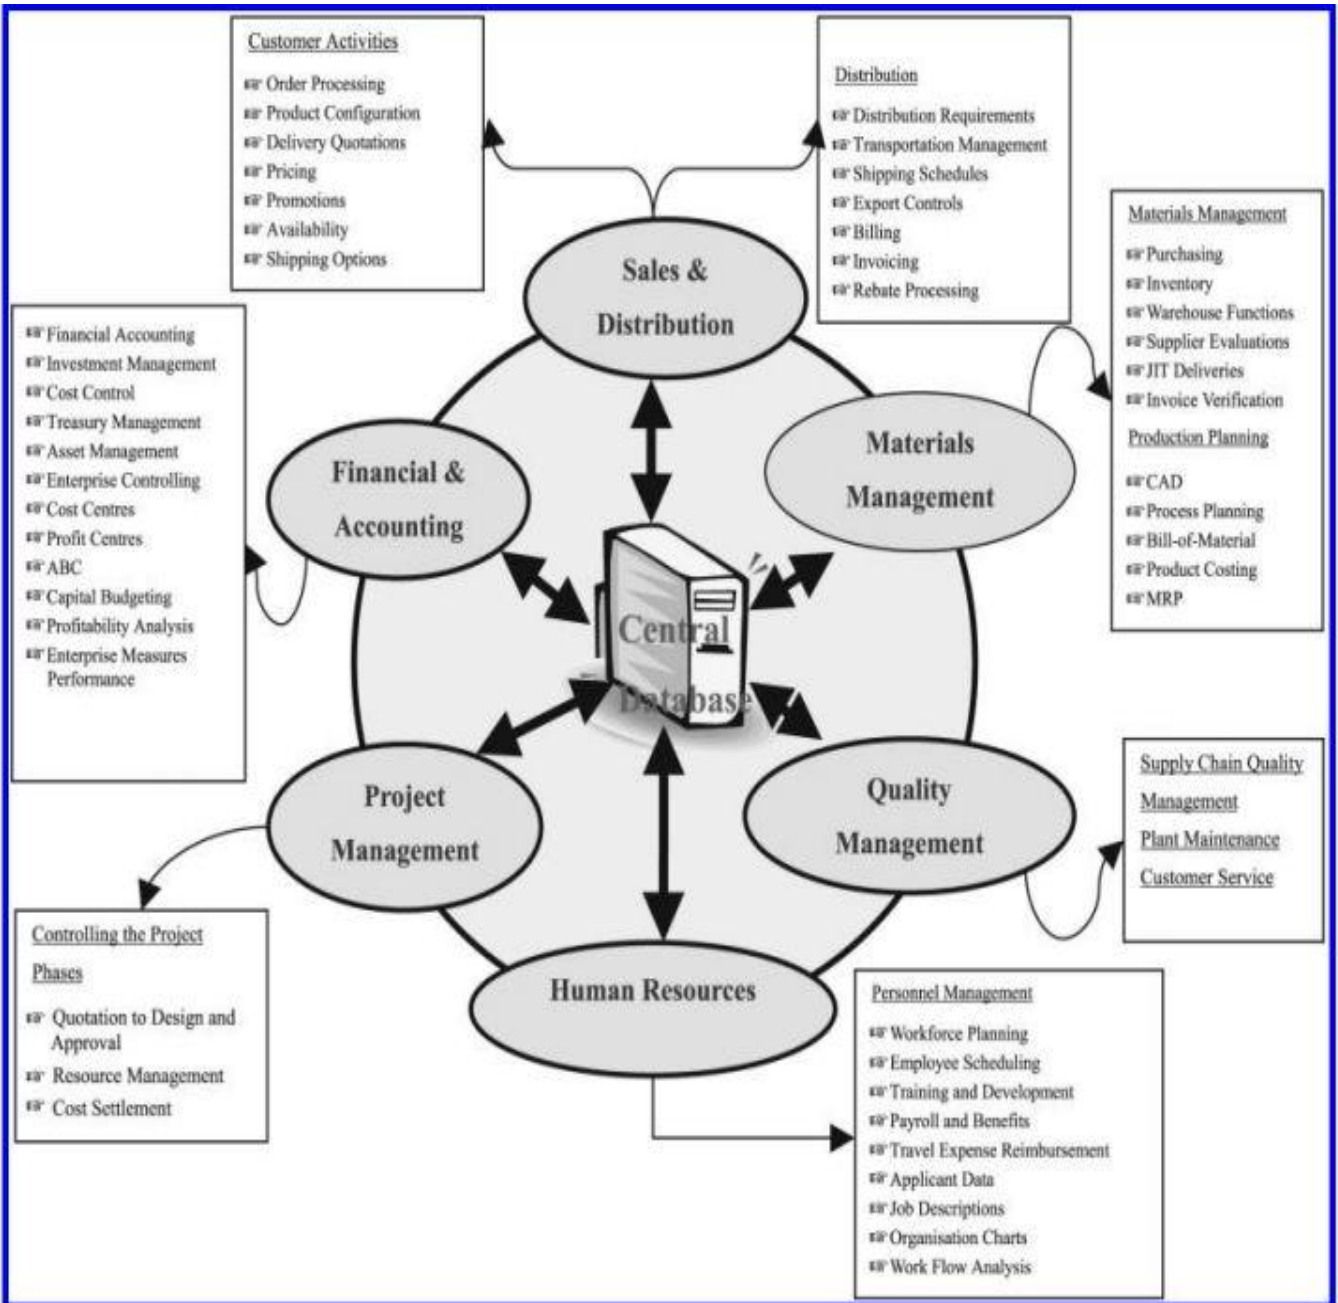 Customer Activities
Order Processing
Product Configuration
Delivery Quotations
Pricing
Promotions
Availability
Shipping Options
Distribution
Distribution Requirements
Transportation Management
Shipping Schedules
Export Controls
Billing
Invoicing
Rebate Processing
Materials Management
Purchasing
Inventory
Warehouse Functions
Supplier Evaluations
JIT Deliveries
Invoice Verification
Production Planning
CAD
Process Planning
Bill-of-Material
Product Costing
MRP
Financial Accounting
Investment Management
Cost Control
Treasury Management
Asset Management
Enterprise Controlling
Cost Centres
Profit Centres
ABC
Capital Budgeting
Profitability Analysis
Enterprise Measures
Performance
Sales &
Distribution
Financial &
Accounting
Materials
Management
Central
Database
Project
Management
Quality
Management
Human Resources
Supply Chain Quality
Management
Plant Maintenance
Customer Service
Controlling the Project
Phases
Quotation to Design and
Approval
Resource Management
Cost Settlement
Personnel Management
Workforce Planning
Employee Scheduling
Training and Development
Payroll and Benefits
Travel Expense Reimbursement
Applicant Data
Job Descriptions
Organisation Charts
Work Flow Analysis